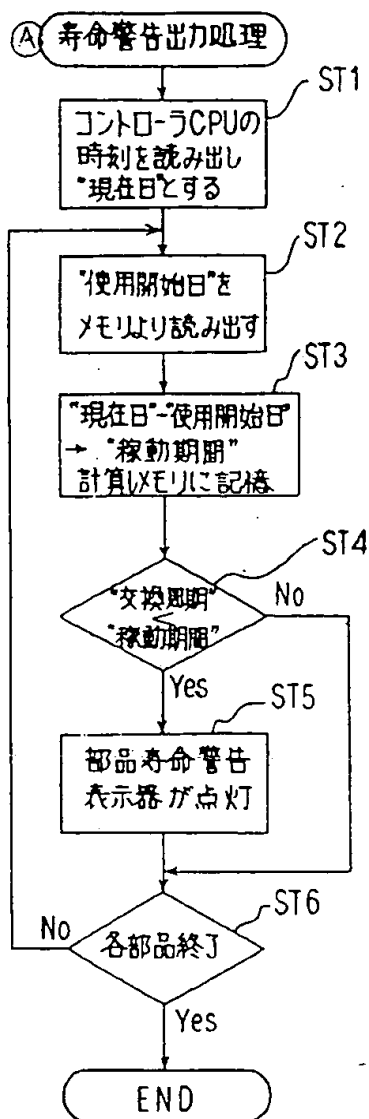 Ⓐ 寿命警告出力処理
ST1
コントローラCPUの
時刻を読み出し
"現在日"とする
ST2
"使用開始日"を
メモリより読み出す
ST3
"現在日"-"使用開始日"
→ "稼動期間"
計算しメモリに記憶
ST4
"交換周期"
<
"稼動期間"
No
Yes
ST5
部品寿命警告
表示器が点灯
ST6
No
各部品終了
Yes
END